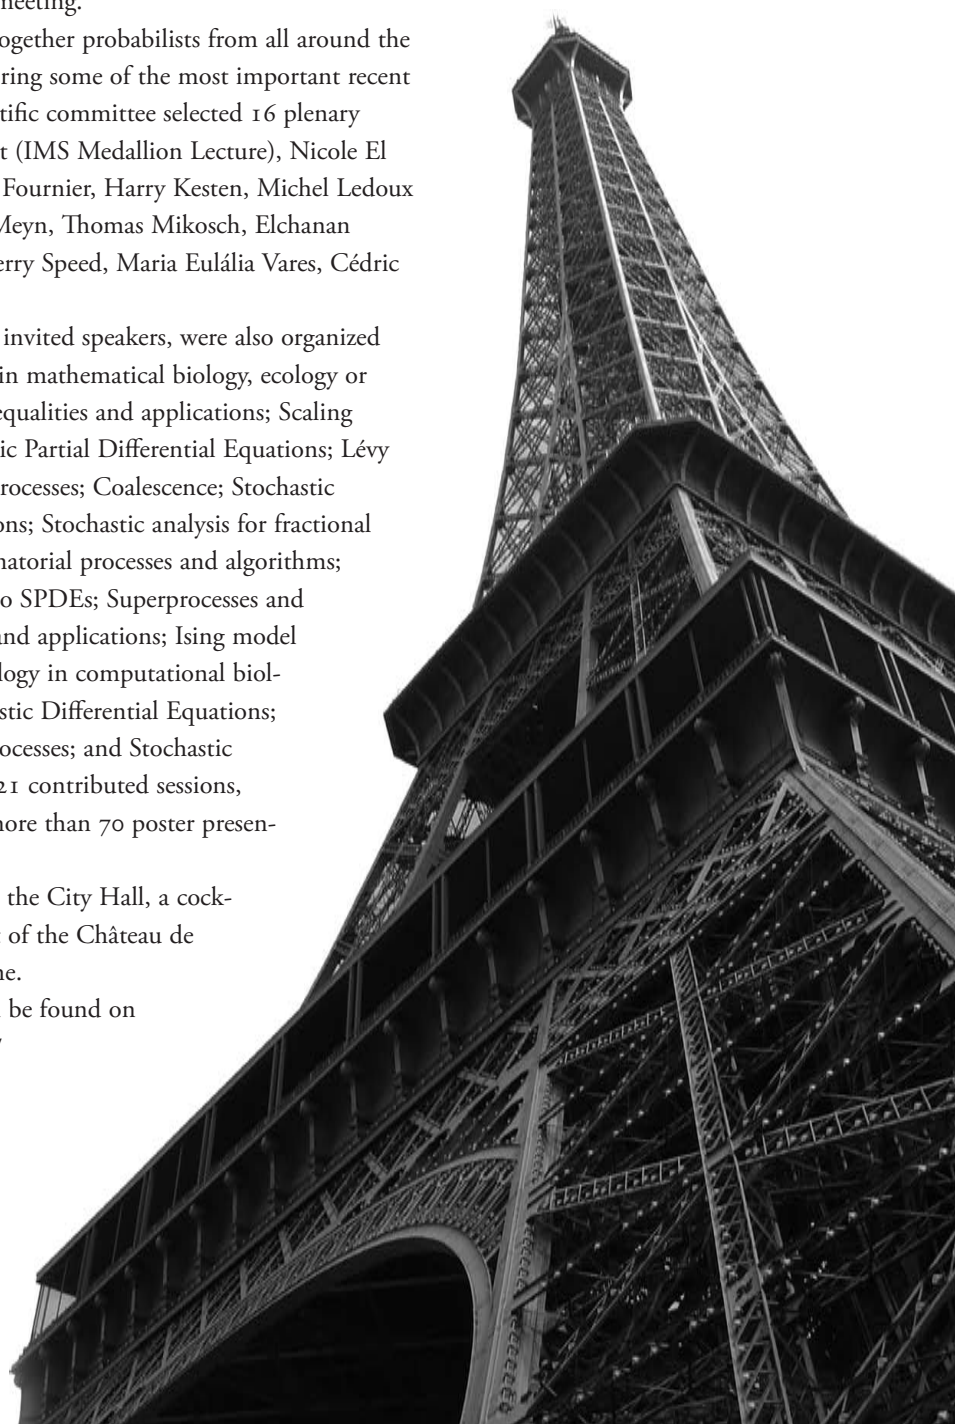 meeting.
ogether probabilists from all around the
ring some of the most important recent
tific committee selected 16 plenary
t (IMS Medallion Lecture), Nicole El
Fournier, Harry Kesten, Michel Ledoux
Meyn, Thomas Mikosch, Elchanan
erry Speed, Maria Eulália Vares, Cédric
invited speakers, were also organized
in mathematical biology, ecology or
equalities and applications; Scaling
ic Partial Differential Equations; Lévy
rocesses; Coalescence; Stochastic
ons; Stochastic analysis for fractional
natorial processes and algorithms;
o SPDEs; Superprocesses and
and applications; Ising model
logy in computational biol-
stic Differential Equations;
ocesses; and Stochastic
21 contributed sessions,
more than 70 poster presen-
the City Hall, a cock-
t of the Château de
ne.
be found on